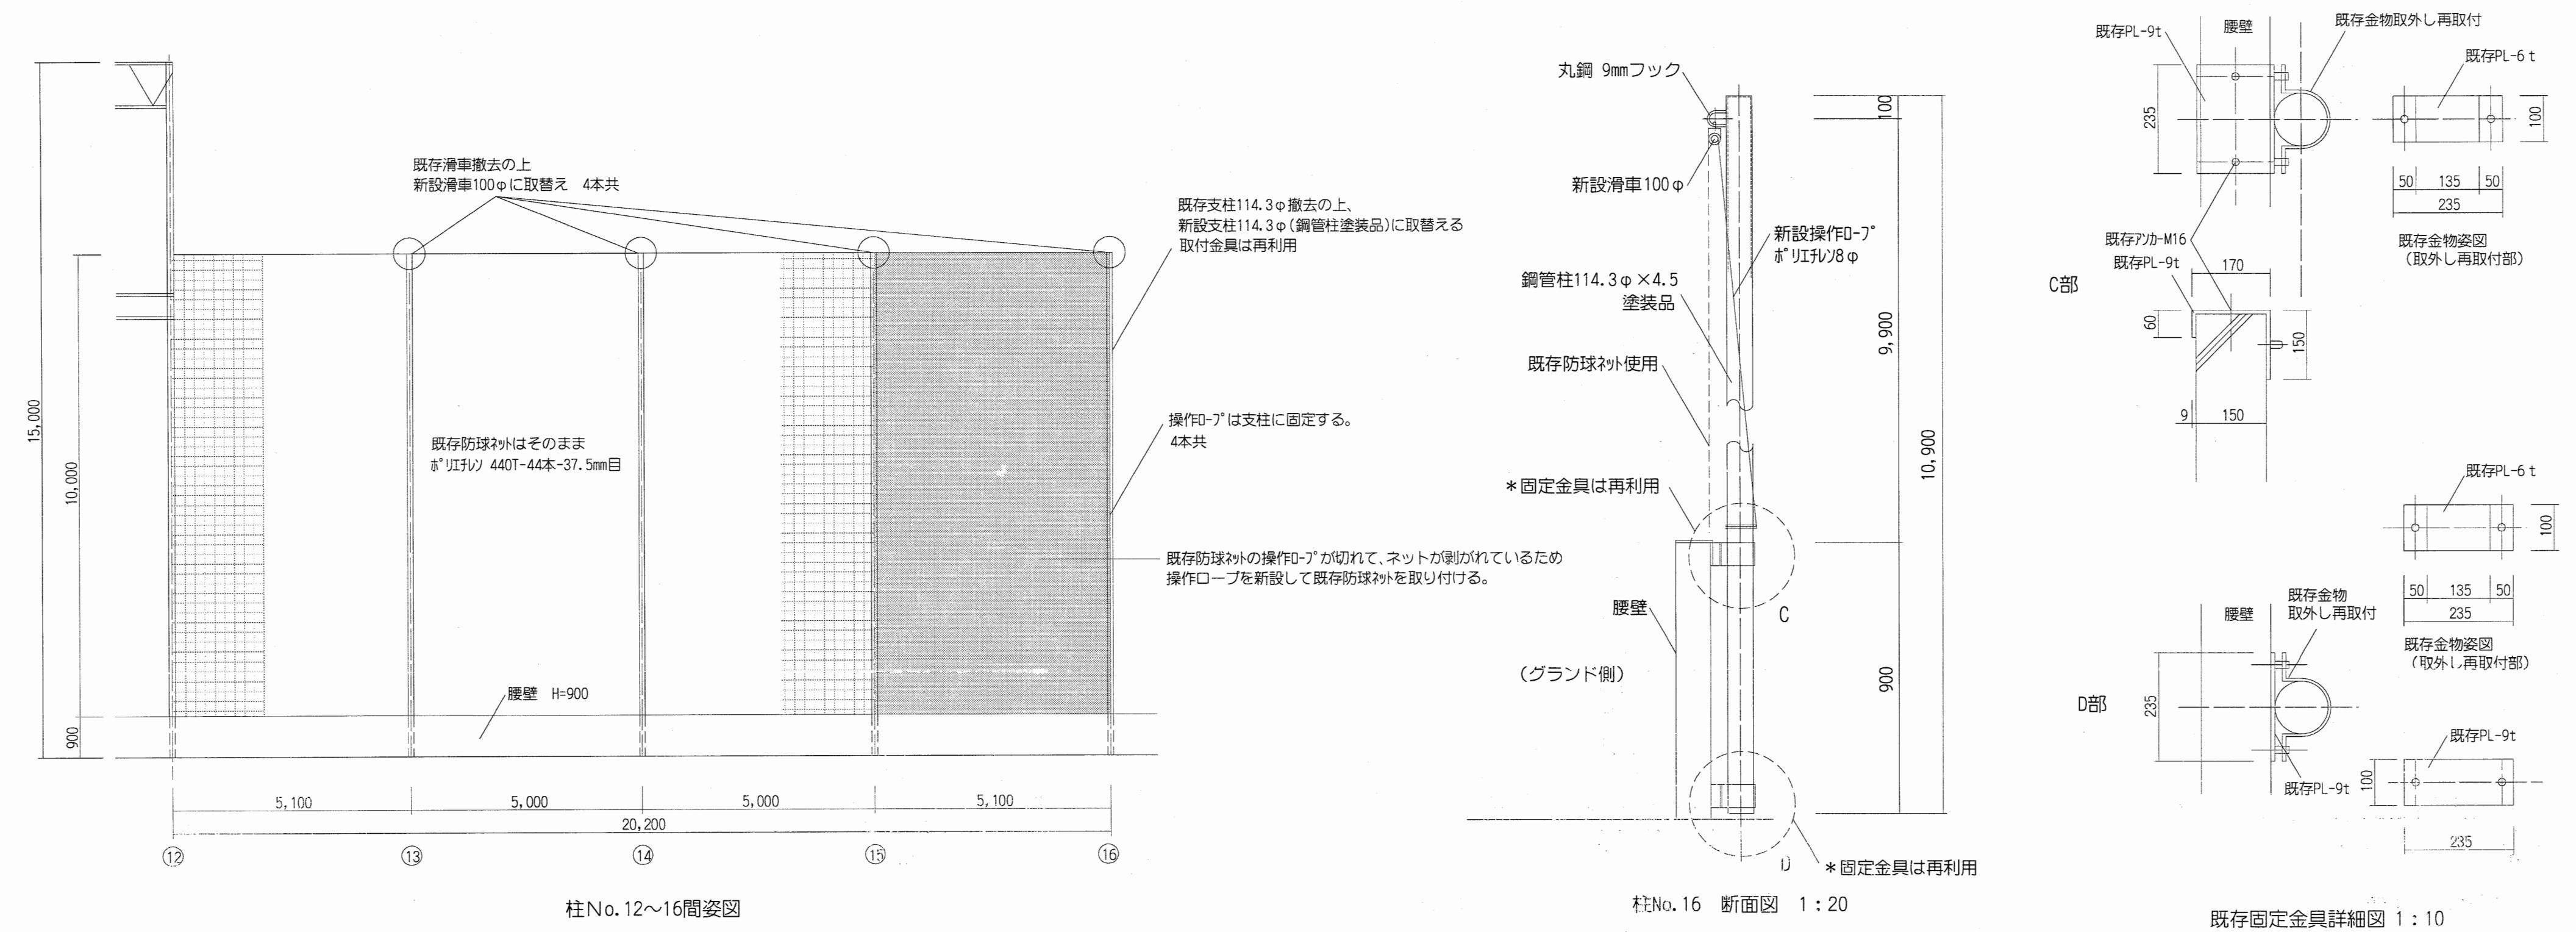 15,000
10,000
900
既存滑車撤去の上
新設滑車100φに取替え　4本共
既存支柱114.3φ撤去の上、
新設支柱114.3φ(鋼管柱塗装品)に取替える
取付金具は再利用
既存防球ネットはそのまま
ポリエチレン 440T-44本-37.5mm目
操作ロープは支柱に固定する。
4本共
既存防球ネットの操作ロープが切れて、ネットが剥がれているため
操作ロープを新設して既存防球ネットを取り付ける。
腰壁　H=900
5,100
5,000
5,000
5,100
20,200
⑫
⑬
⑭
⑮
⑯
柱No.12〜16間姿図
丸鋼 9mmフック
新設滑車100φ
新設操作ロープ
ポリエチレン8φ
鋼管柱114.3φ×4.5
塗装品
既存防球ネット使用
＊固定金具は再利用
腰壁
(グランド側)
C
D
＊固定金具は再利用
100
9,900
900
10,900
柱No.16　断面図　1：20
既存PL-9t
腰壁
既存金物取外し再取付
既存PL-6t
235
100
50
135
50
235
既存アンカーM16
既存金物姿図
(取外し再取付部)
C部
既存PL-9t
170
60
150
9
150
既存PL-6t
100
50
135
50
235
既存金物姿図
(取外し再取付部)
腰壁
既存金物
取外し再取付
D部
235
既存PL-9t
既存PL-9t
100
235
既存固定金具詳細図 1：10